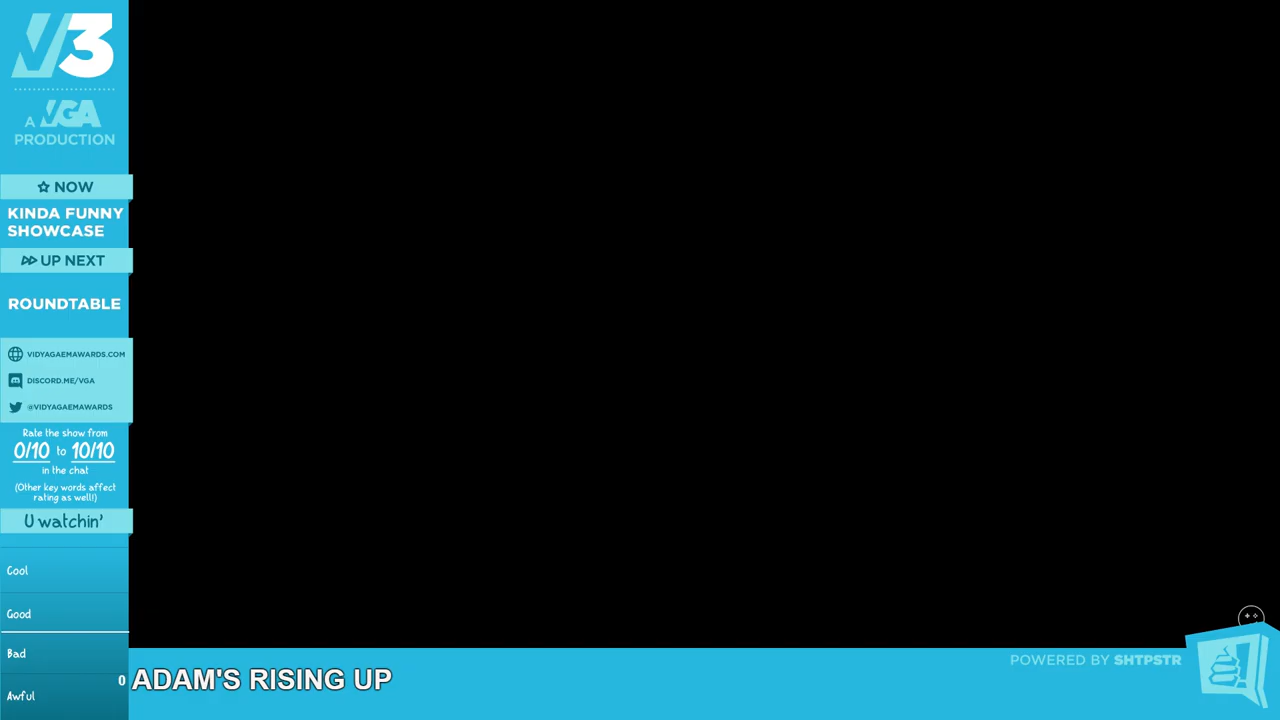 V3
A VGA
PRODUCTION
NOW
KINDA FUNNY
SHOWCASE
UP NEXT
ROUNDTABLE
VIDYAGAEMAWARDS.COM
DISCORD.ME/VGA
@VIDYAGAEMAWARDS
Rate the show from
0/10 to 10/10
in the chat
(Other key words affect
rating as well!)
U watchin'
Cool
Good
Bad
Awful
0
ADAM'S RISING UP
POWERED BY SHTPSTR